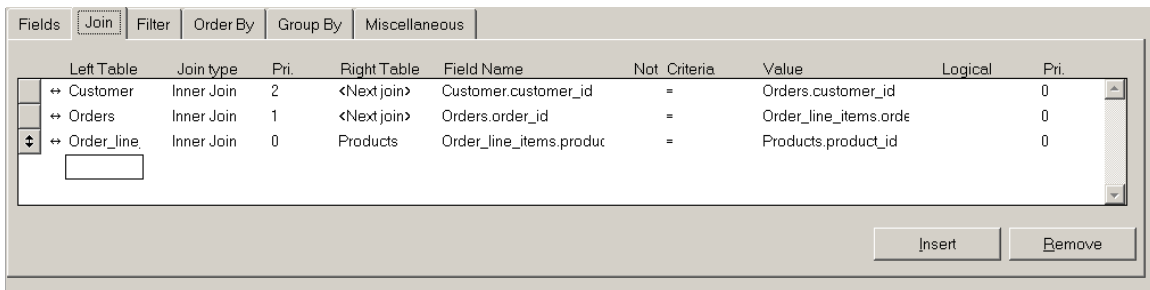 Fields Join Filter Order By Group By Miscellaneous
Left Table Join type Pri. Right Table Field Name Not Criteria Value Logical Pri.
Customer Inner Join 2 <Next join> Customer.customer_id = Orders.customer_id 0
Orders Inner Join 1 <Next join> Orders.order_id = Order_line_items.orde 0
Order_line_ Inner Join 0 Products Order_line_items.produc = Products.product_id 0
Insert Remove